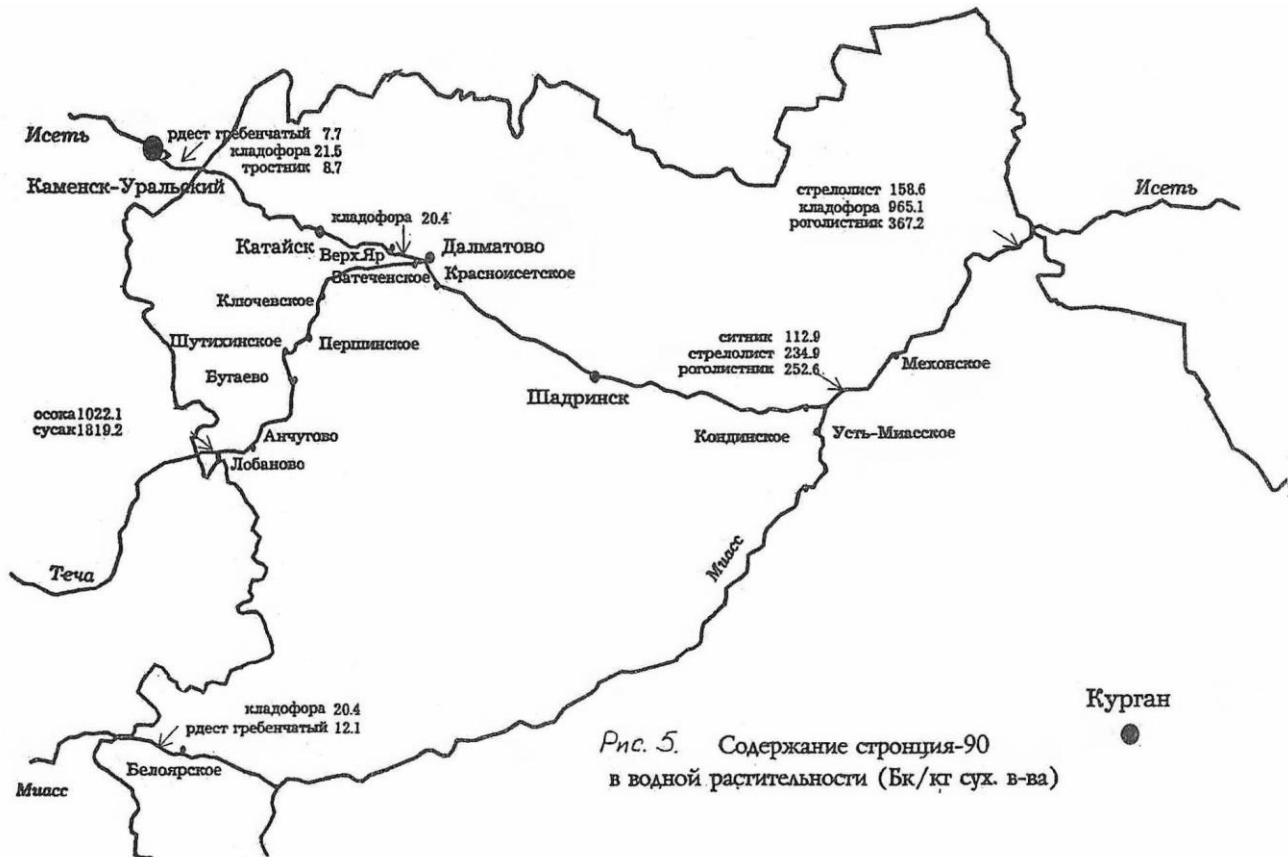 Исеть
рдест гребенчатый 7.7
кладофора 21.5
тростник 8.7
Каменск-Уральский
стрелолист 158.6
кладофора 965.1
роголистник 367.2
Исеть
кладофора 20.4
Катайск
Верх.Яр
Далматово
Затеченское
Красноисетское
Ключевское
Шутихинское
Першинское
Бугаево
ситник 112.9
стрелолист 234.9
роголистник 252.6
Мехонское
Шадринск
осока 1022.1
сусак 1819.2
Анчугово
Лобаново
Кондинское
Усть-Миасское
Теча
Миасс
кладофора 20.4
рдест гребенчатый 12.1
Белоярское
Миасс
Курган
Рис. 5. Содержание стронция-90
в водной растительности (Бк/кг сух. в-ва)